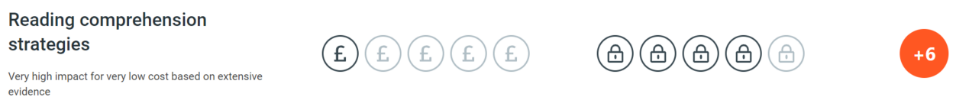 Reading comprehension
strategies
£ £ £ £ £
+6
Very high impact for very low cost based on extensive
evidence